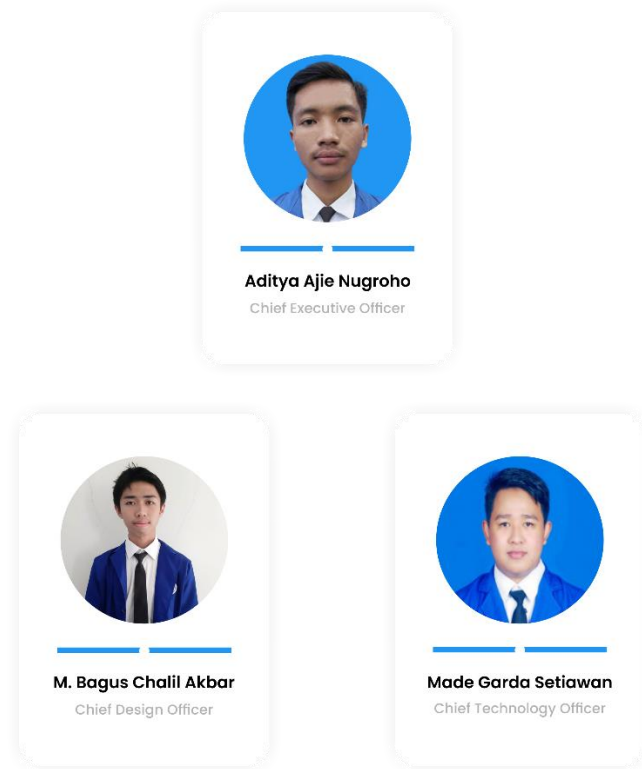 Aditya Ajie Nugroho
Chief Executive Officer
M. Bagus Chalil Akbar
Chief Design Officer
Made Garda Setiawan
Chief Technology Officer